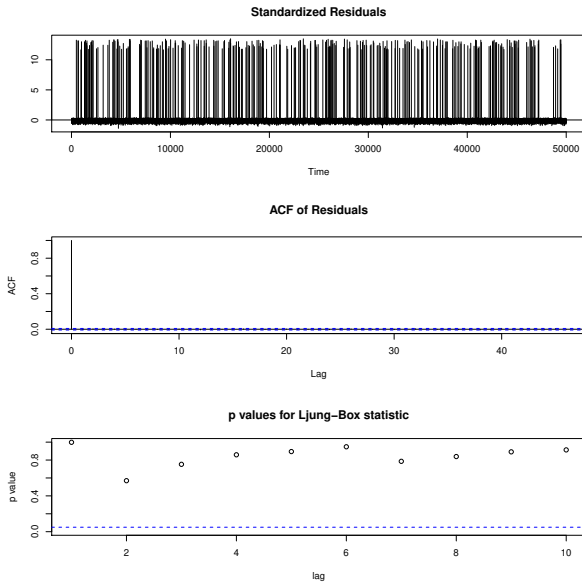 Standardized Residuals
10
5
0
0 10000 20000 30000 40000 50000
Time
ACF of Residuals
ACF
0.8
0.4
0.0
0 10 20 30 40
Lag
p values for Ljung−Box statistic
p value
0.8
0.4
0.0
2 4 6 8 10
lag